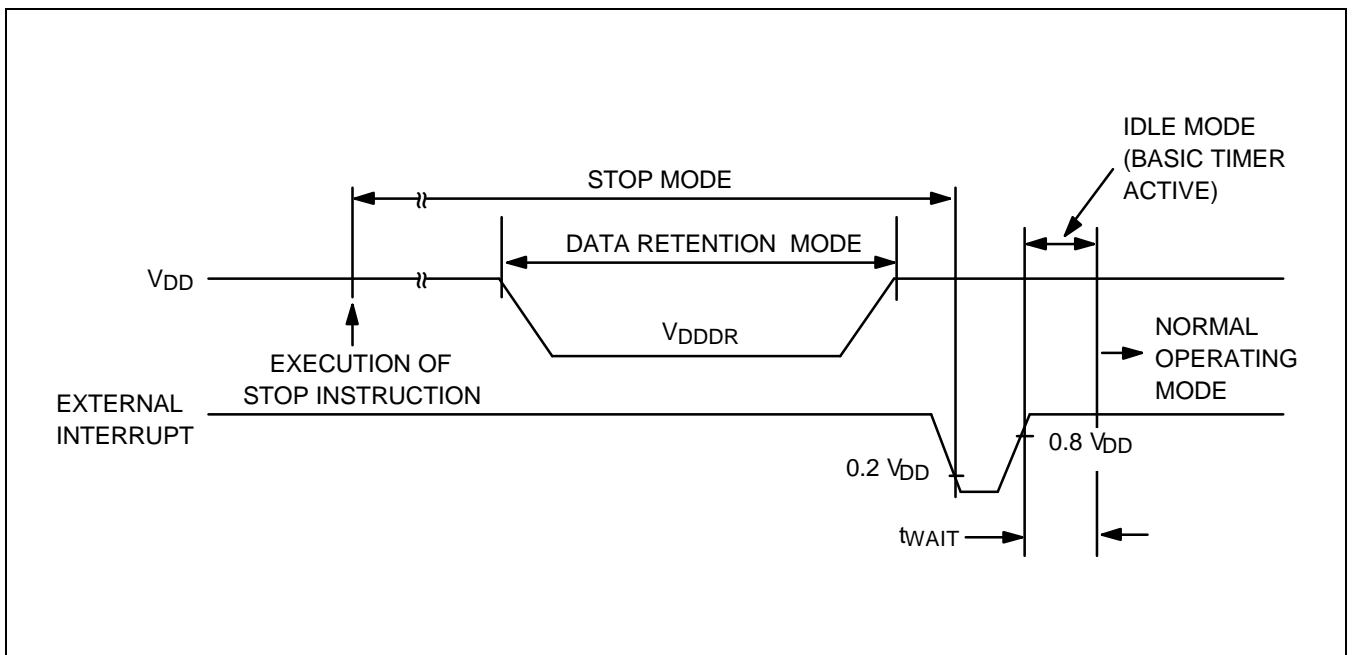 IDLE MODE
(BASIC TIMER
ACTIVE)
STOP MODE
DATA RETENTION MODE
VDD
VDDDR
EXECUTION OF
STOP INSTRUCTION
NORMAL
OPERATING
MODE
EXTERNAL
INTERRUPT
0.2 VDD
0.8 VDD
tWAIT